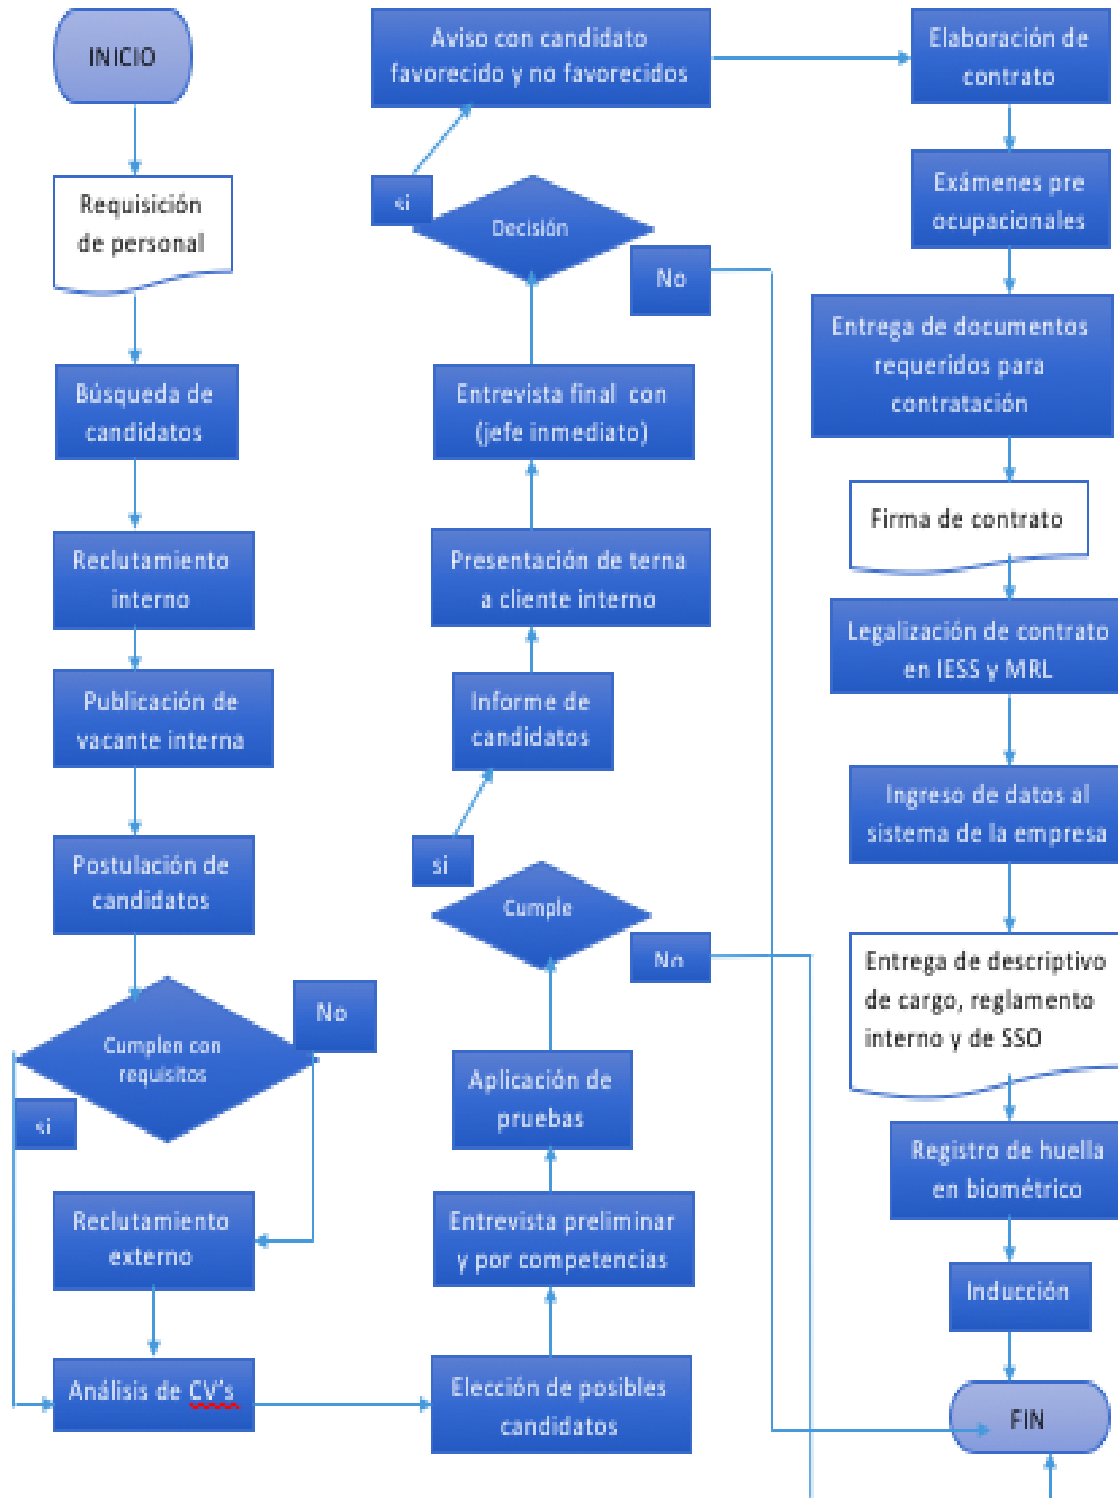 INICIO
Requisición
de personal
Búsqueda de
candidatos
Reclutamiento
interno
Publicación de
vacante interna
Postulación de
candidatos
Cumplen con
requisitos
No
si
Reclutamiento
externo
Análisis de CV's
Elección de posibles
candidatos
Entrevista preliminar
y por competencias
Aplicación de
pruebas
Cumple
No
si
Informe de
candidatos
Presentación de terna
a cliente interno
Entrevista final con
(jefe inmediato)
Decisión
No
si
Aviso con candidato
favorecido y no favorecidos
Elaboración de
contrato
Exámenes pre
ocupacionales
Entrega de documentos
requeridos para
contratación
Firma de contrato
Legalización de contrato
en IESS y MRL
Ingreso de datos al
sistema de la empresa
Entrega de descriptivo
de cargo, reglamento
interno y de SSO
Registro de huella
en biométrico
Inducción
FIN